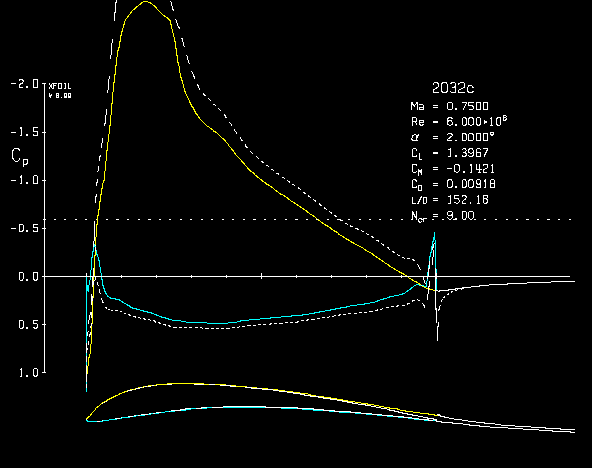 -2.0
XFOIL
V 6.99
-1.5
-1.0
Cp
-0.5
0.0
0.5
1.0
2032c
Ma = 0.7500
Re = 6.000×10⁶
α = 2.0000°
CL = 1.3967
CM = -0.1421
CD = 0.00918
L/D = 152.16
Ncr = 9.00